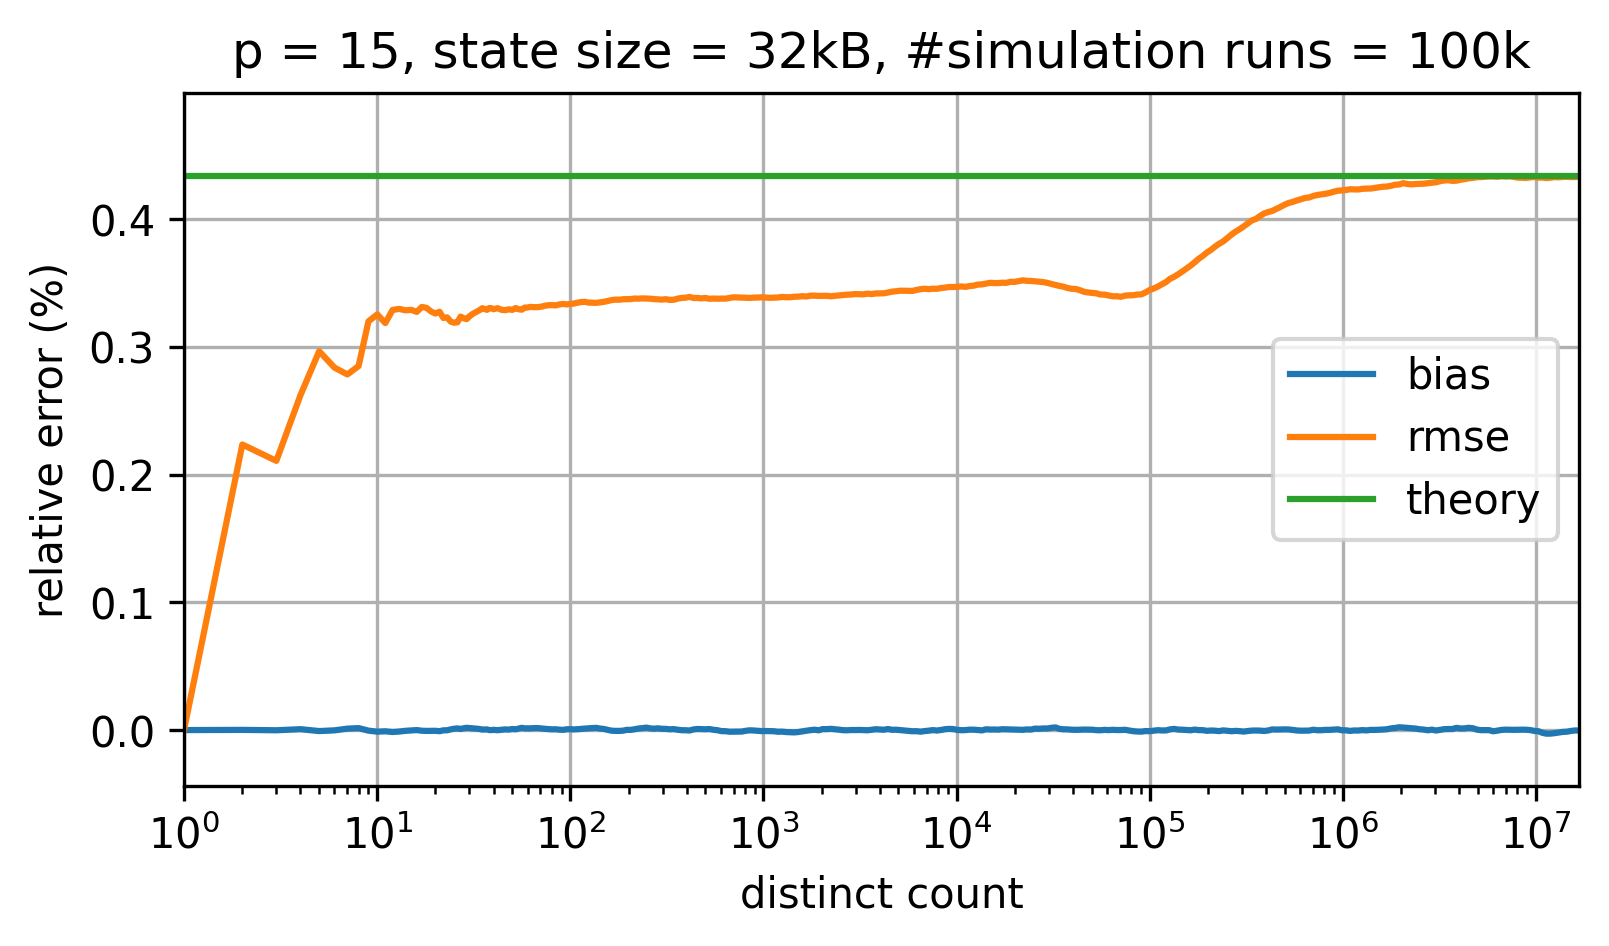 p = 15, state size = 32kB, #simulation runs = 100k
relative error (%)
0.4
0.3
0.2
0.1
0.0
bias
rmse
theory
10⁰ 10¹ 10² 10³ 10⁴ 10⁵ 10⁶ 10⁷
distinct count